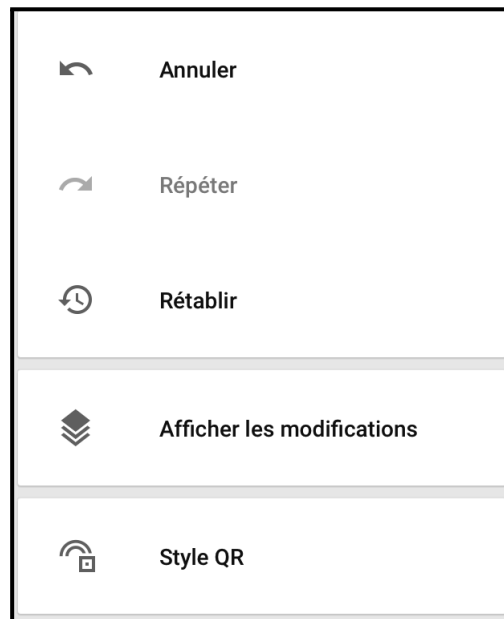 Annuler
Répéter
Rétablir
Afficher les modifications
Style QR